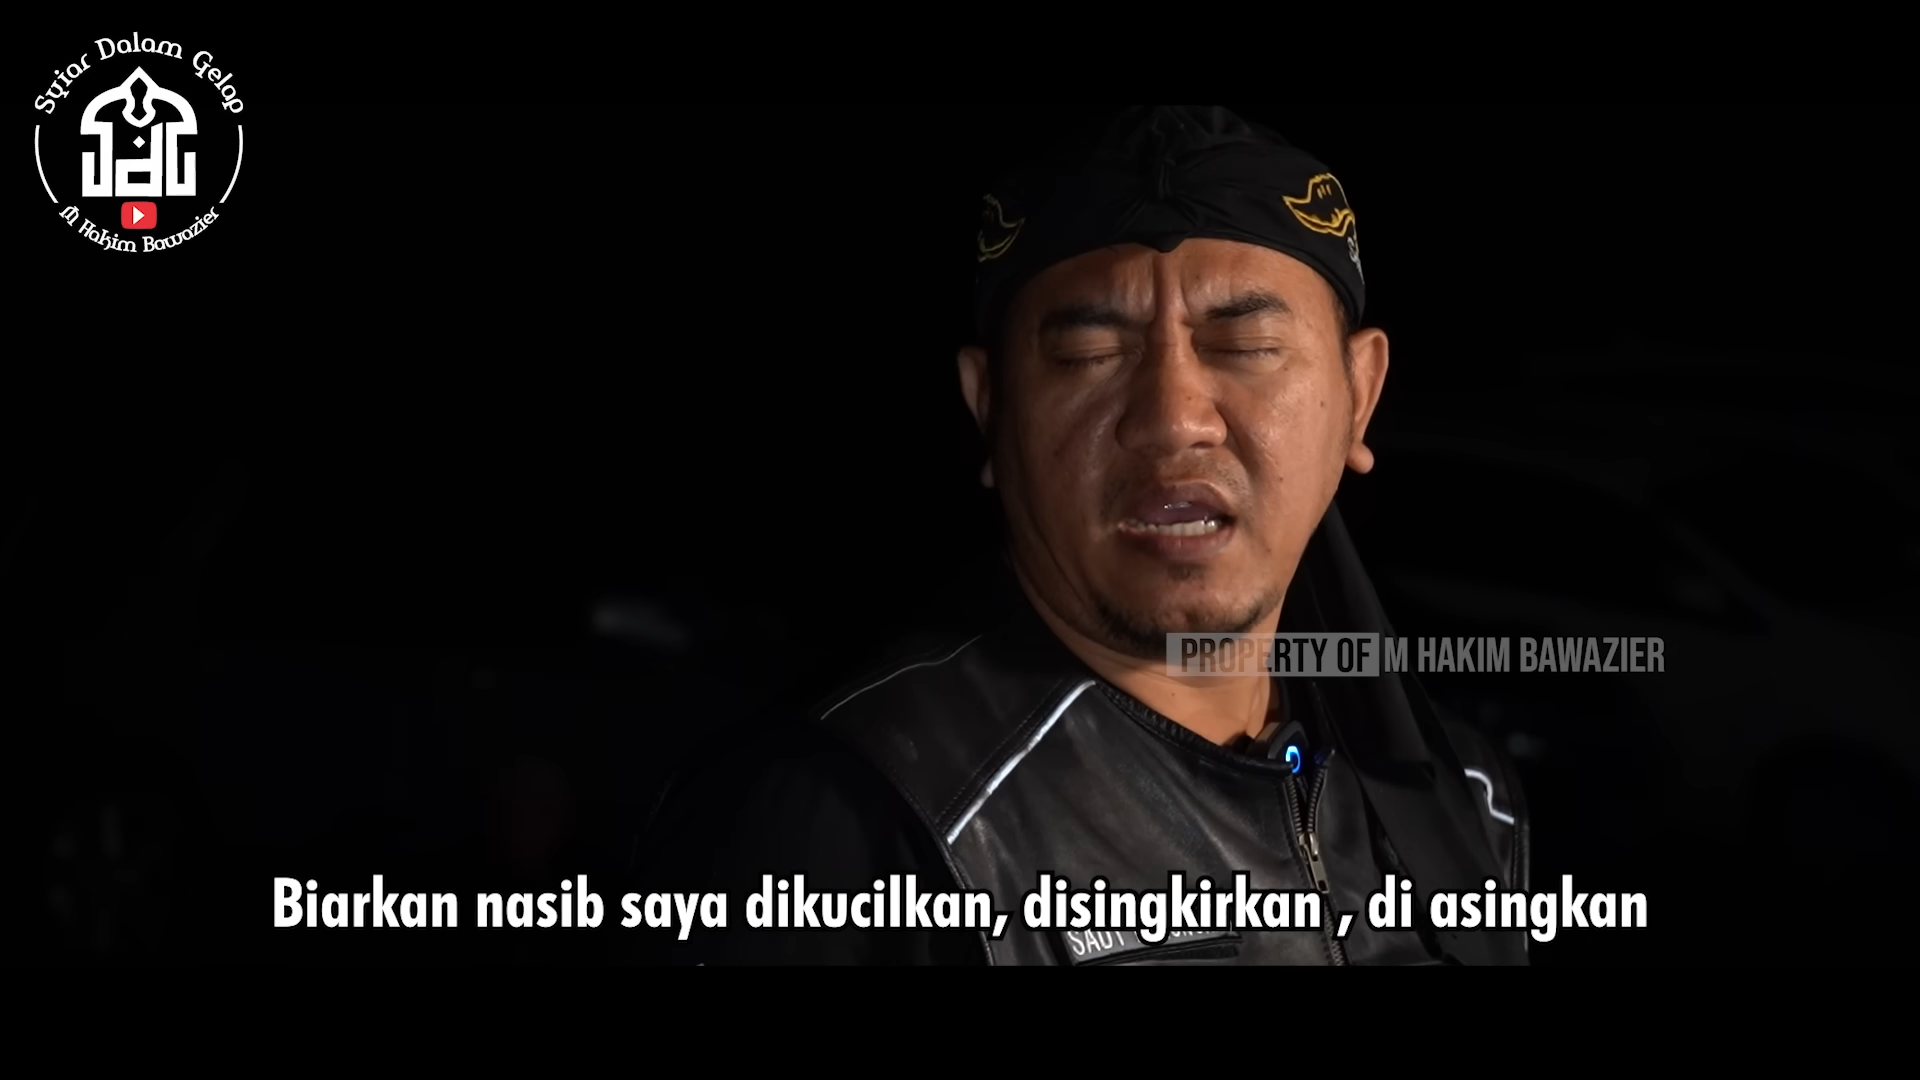 Syiar Dalam Gelap
M Hakim Bawazier
PROPERTY OF M HAKIM BAWAZIER
Biarkan nasib saya dikucilkan, disingkirkan , di asingkan